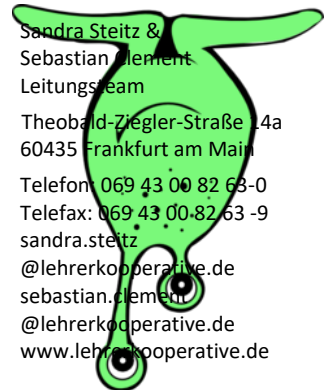 Sandra Steitz &
Sebastian Clement
Leitungsteam
Theobald-Ziegler-Straße 14a
60435 Frankfurt am Main
Telefon: 069 43 00 82 63-0
Telefax: 069 43 00 82 63 -9
sandra.steitz
@lehrerkooperative.de
sebastian.clement
@lehrerkooperative.de
www.lehrerkooperative.de